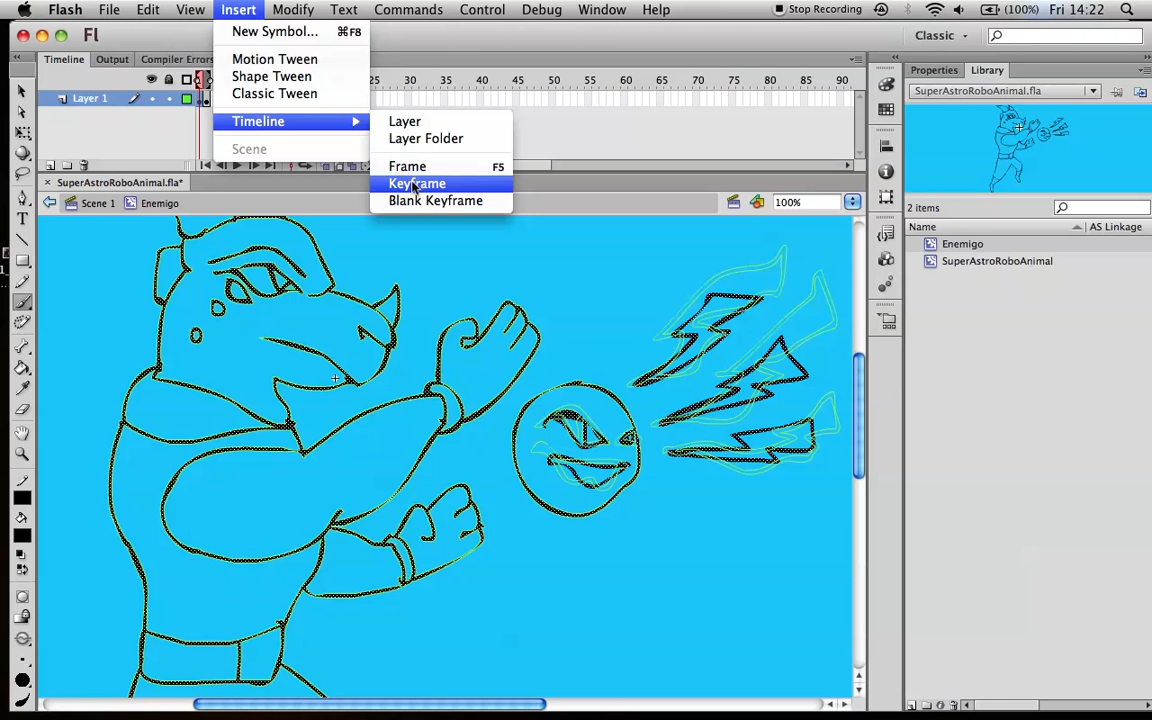 Flash File Edit View Insert Modify Text Commands Control Debug Window Help Stop Recording (100%) Fri 14:22
Fl Classic
New Symbol... ⌘F8
Motion Tween
Shape Tween
Classic Tween
Timeline
Scene
Layer
Layer Folder
Frame F5
Keyframe
Blank Keyframe
Timeline Output Compiler Errors
25 30 35 40 45 50 55 60 65 70 75 80 85 90
Layer 1
SuperAstroRoboAnimal.fla*
Scene 1 Enemigo 100%
Properties Library
SuperAstroRoboAnimal.fla
2 items
Name AS Linkage
Enemigo
SuperAstroRoboAnimal